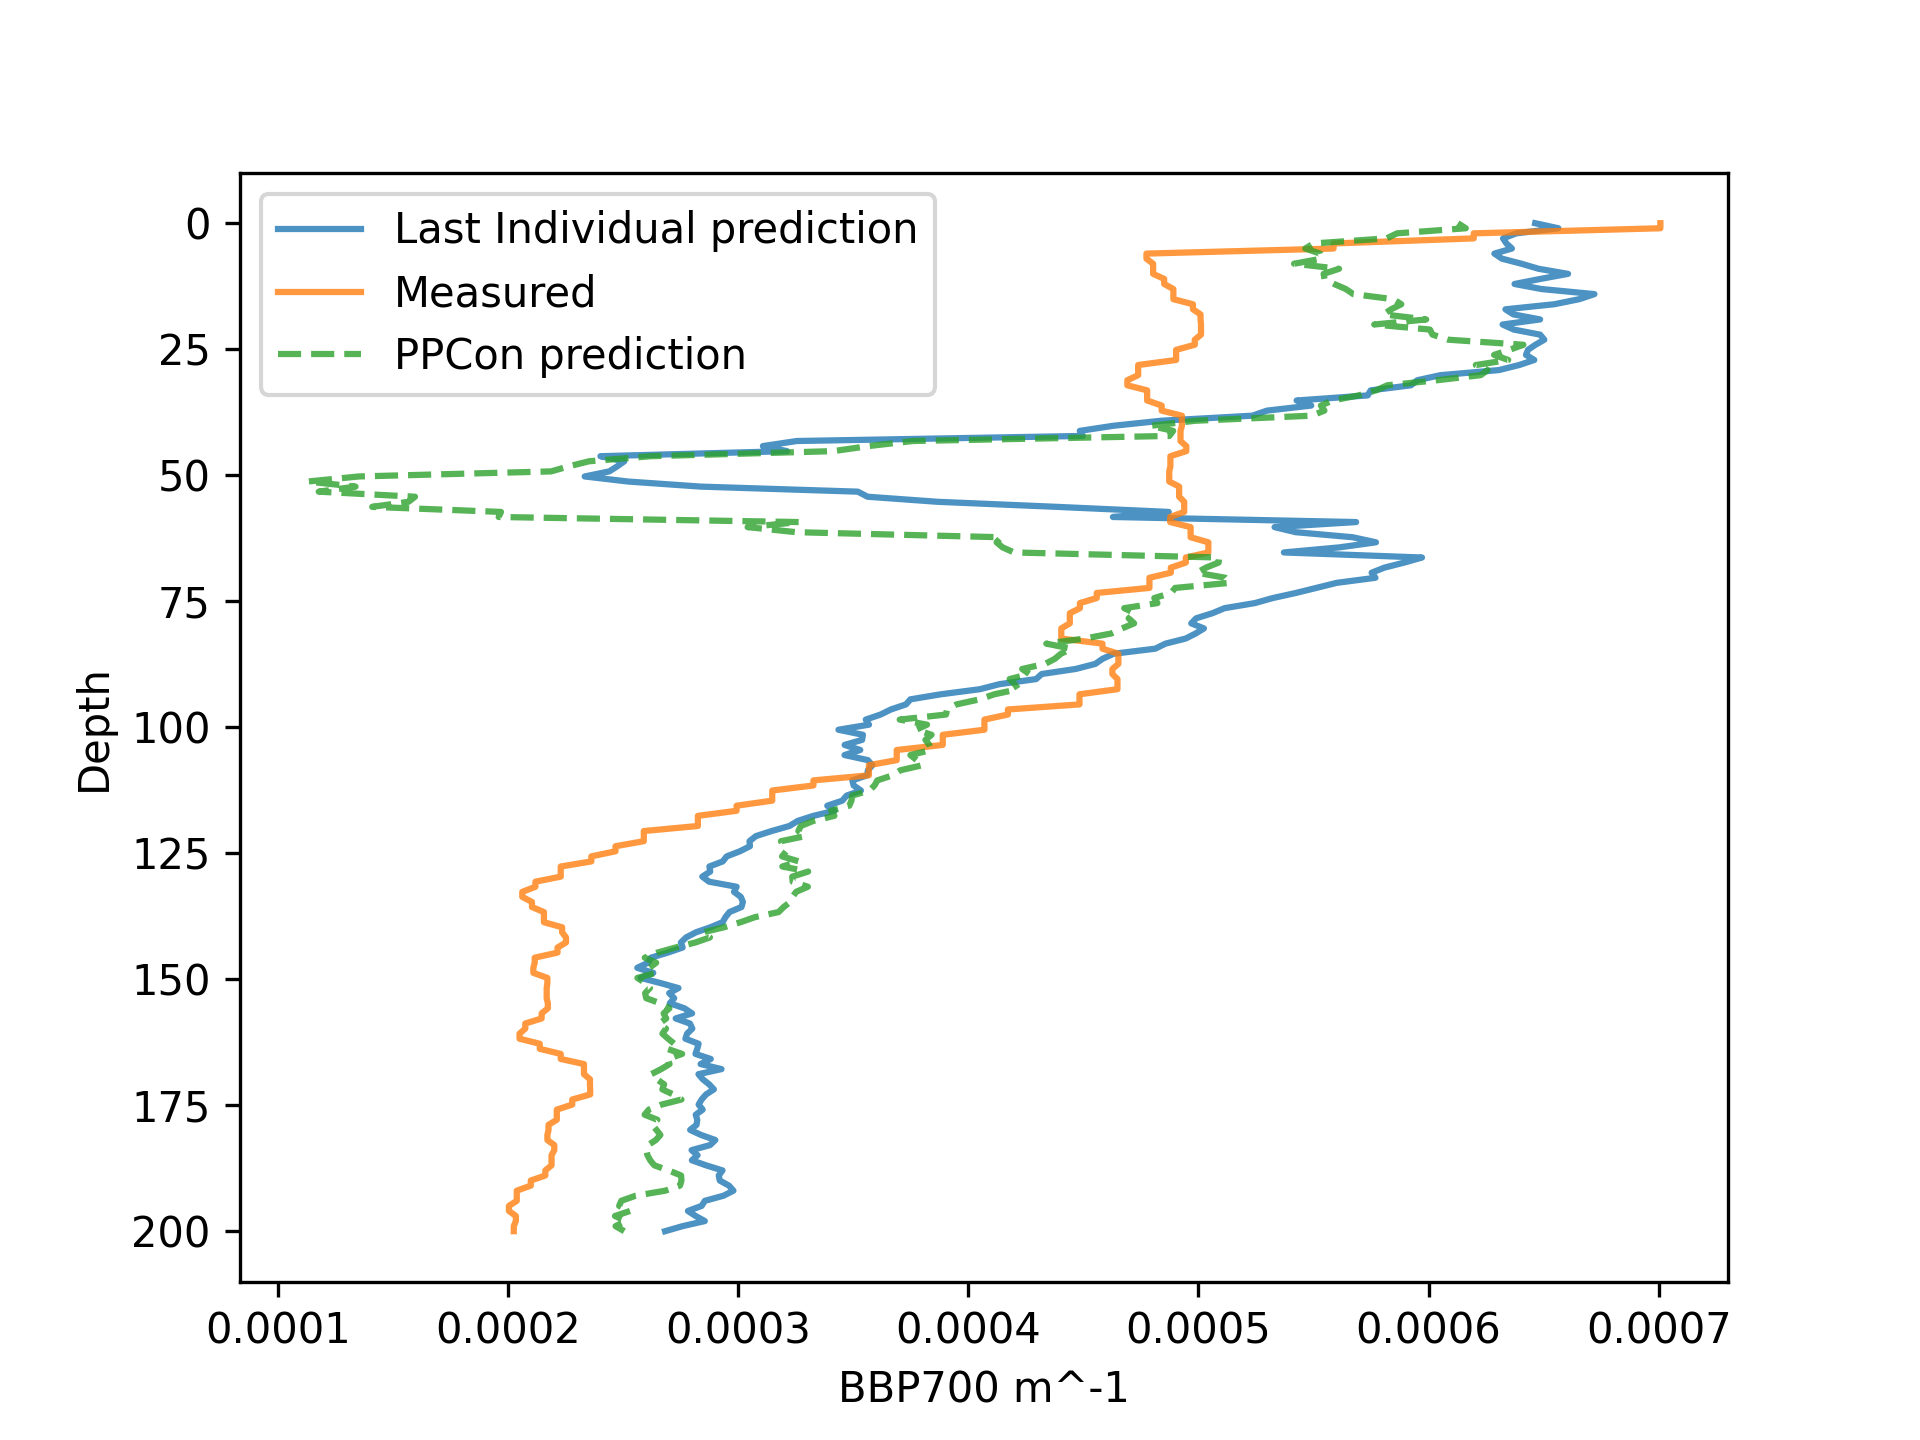 Last Individual prediction
Measured
PPCon prediction
0
25
50
75
100
125
150
175
200
Depth
0.0001 0.0002 0.0003 0.0004 0.0005 0.0006 0.0007
BBP700 m^-1